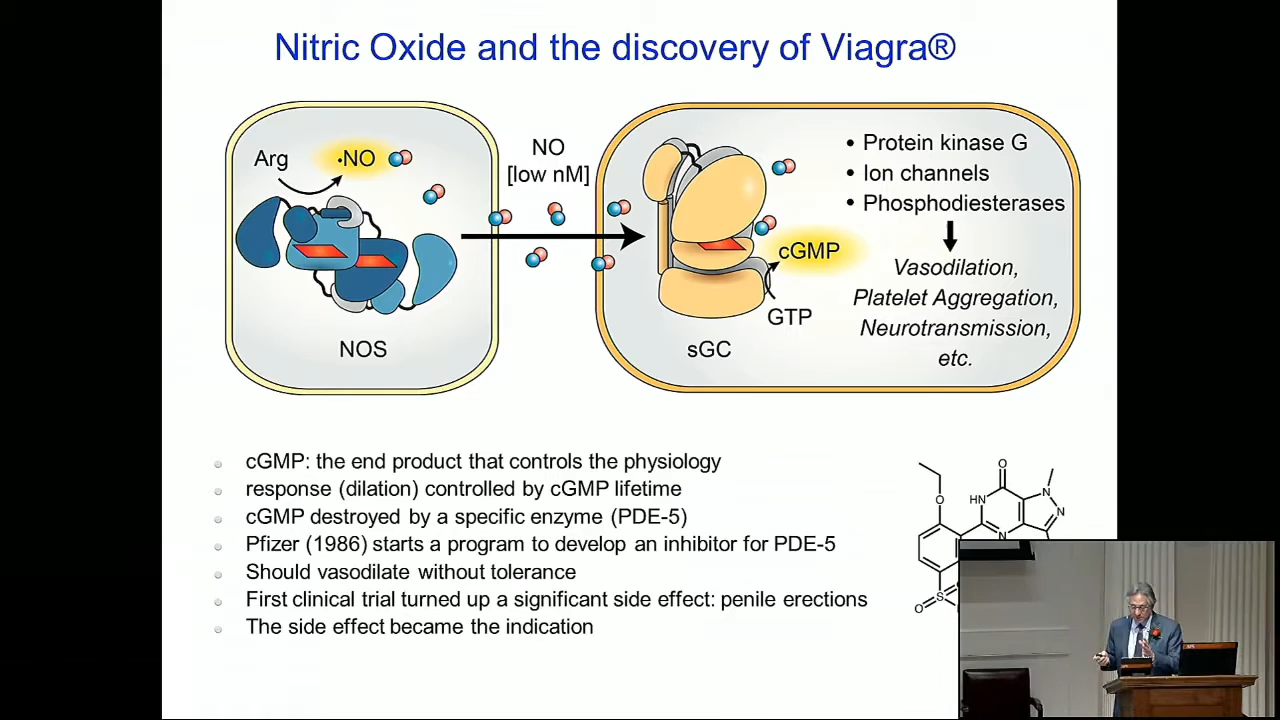 Nitric Oxide and the discovery of Viagra®
Arg
·NO
NOS
NO
[low nM]
sGC
cGMP
GTP
• Protein kinase G
• Ion channels
• Phosphodiesterases
Vasodilation,
Platelet Aggregation,
Neurotransmission,
etc.
cGMP: the end product that controls the physiology
response (dilation) controlled by cGMP lifetime
cGMP destroyed by a specific enzyme (PDE-5)
Pfizer (1986) starts a program to develop an inhibitor for PDE-5
Should vasodilate without tolerance
First clinical trial turned up a significant side effect: penile erections
The side effect became the indication
O
O
HN
N
N
N
S
O